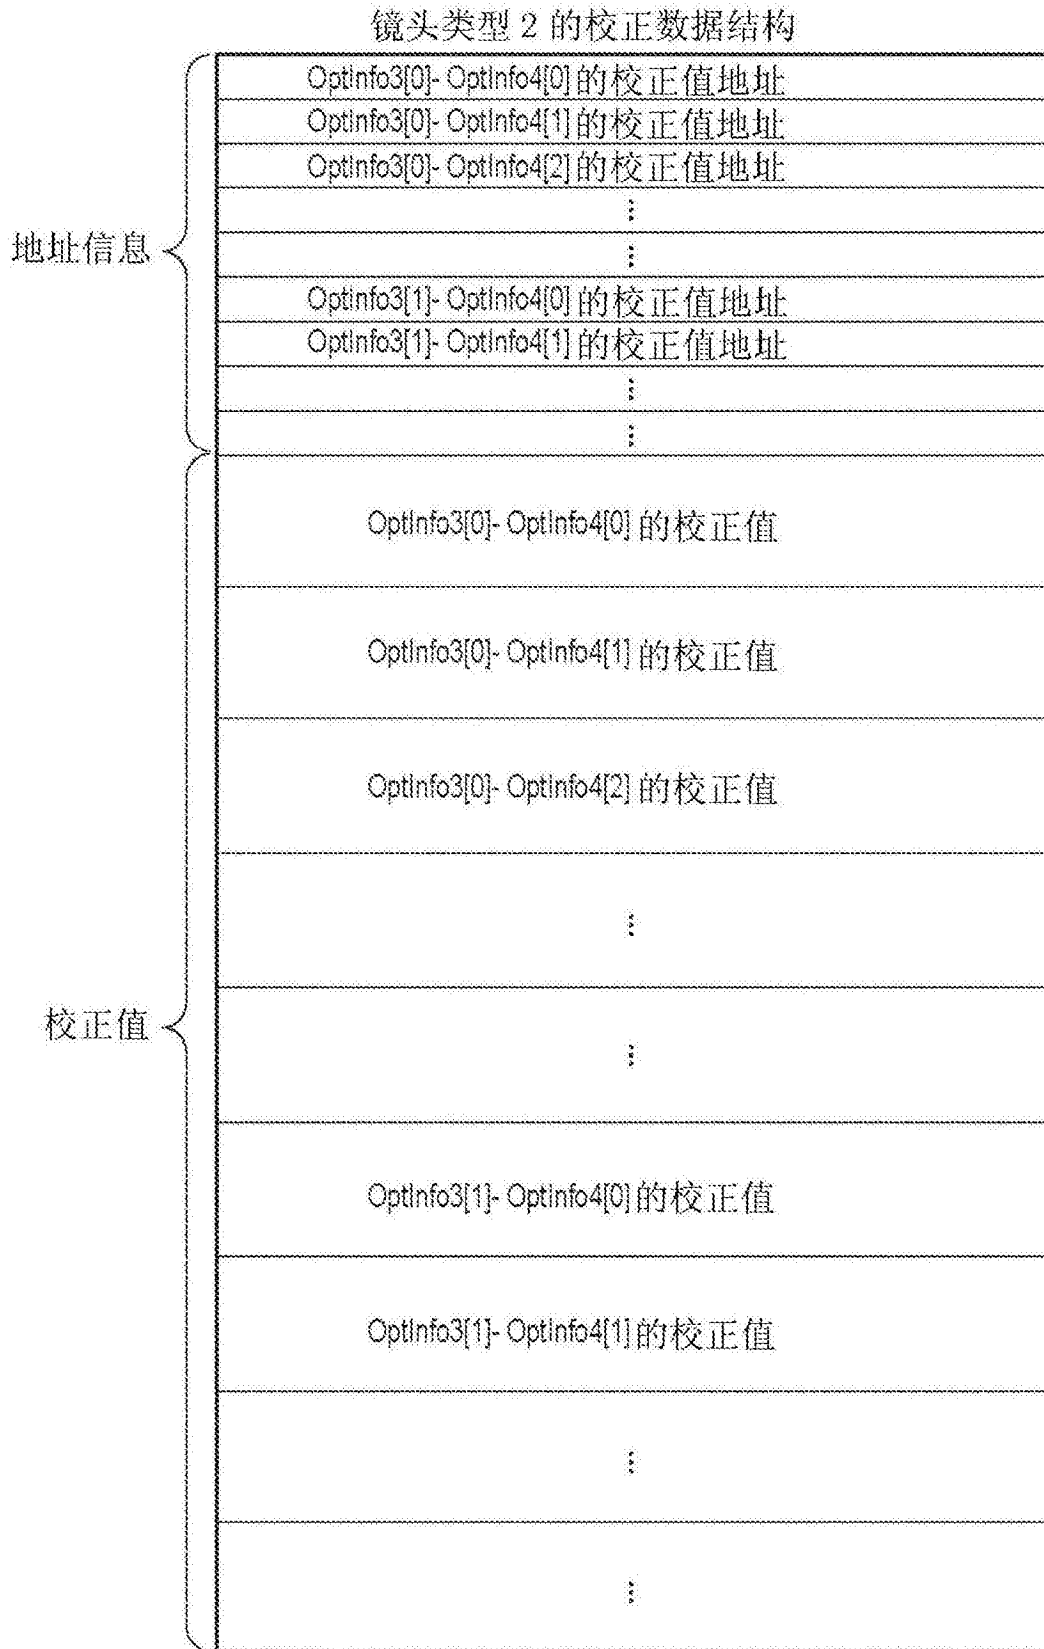 镜头类型 2 的校正数据结构
OptInfo3[0]- OptInfo4[0]的校正值地址
OptInfo3[0]- OptInfo4[1]的校正值地址
OptInfo3[0]- OptInfo4[2]的校正值地址
⋮
⋮
地址信息
OptInfo3[1]- OptInfo4[0]的校正值地址
OptInfo3[1]- OptInfo4[1]的校正值地址
⋮
⋮
OptInfo3[0]- OptInfo4[0]的校正值
OptInfo3[0]- OptInfo4[1]的校正值
OptInfo3[0]- OptInfo4[2]的校正值
⋮
校正值
⋮
OptInfo3[1]- OptInfo4[0]的校正值
OptInfo3[1]- OptInfo4[1]的校正值
⋮
⋮